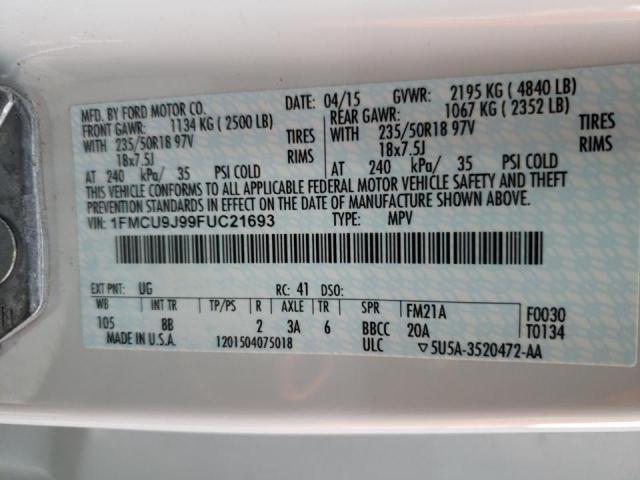 MFD. BY FORD MOTOR CO.
DATE: 04/15 GVWR: 2195 KG ( 4840 LB)
FRONT GAWR: 1134 KG ( 2500 LB)
REAR GAWR: 1067 KG ( 2352 LB)
WITH 235/50R18 97V TIRES
18x7.5J RIMS
AT 240 kPa/ 35 PSI COLD
WITH 235/50R18 97V TIRES
18x7.5J RIMS
AT 240 kPa/ 35 PSI COLD
THIS VEHICLE CONFORMS TO ALL APPLICABLE FEDERAL MOTOR VEHICLE SAFETY AND THEFT
PREVENTION STANDARDS IN EFFECT ON THE DATE OF MANUFACTURE SHOWN ABOVE.
VIN: 1FMCU9J99FUC21693 TYPE: MPV
EXT PNT: UG RC: 41 DSO:
WB INT TR TP/PS R AXLE TR SPR FM21A F0030
105 8B 2 3A 6 BBCC 20A T0134
MADE IN U.S.A. 1201504075018 ULC ▽5U5A-3520472-AA